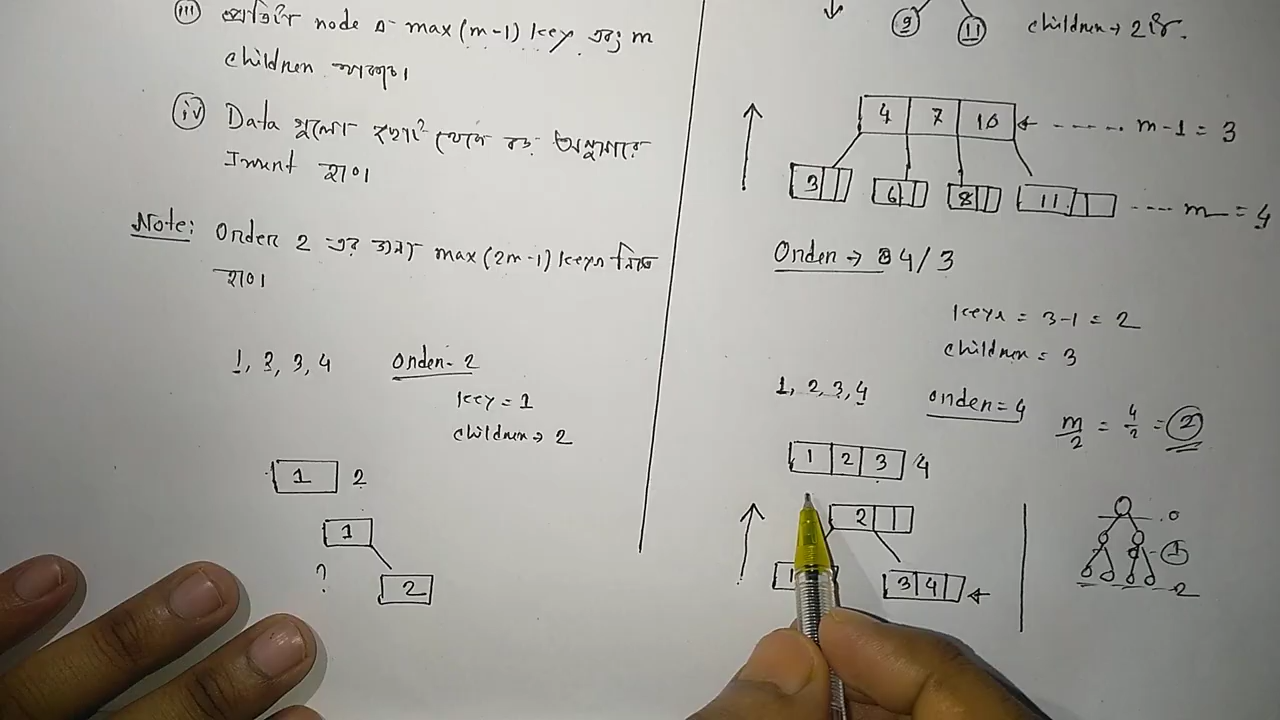 (iii) প্রতিটি node এ max (m-1) key এবং m
children থাকবে।
(iv) Data গুলো ছোট থেকে বড় অনুসারে
Insert হবে।
Note: Order 2 এর জন্য max (2m-1) keys নিতে
হবে।
1, 2, 3, 4 Order - 2
key = 1
children → 2
1 2
1
?
2
9 11 children → 2টি.
4 7 10 ← ----- m-1 = 3
3 6 8 11 ---- m = 4
Order → 4/3
keys = 3-1 = 2
children = 3
1, 2, 3, 4 order = 4 m/2 = 4/2 = 2
1 2 3 4
2
1 3 4 ←
0
1
2